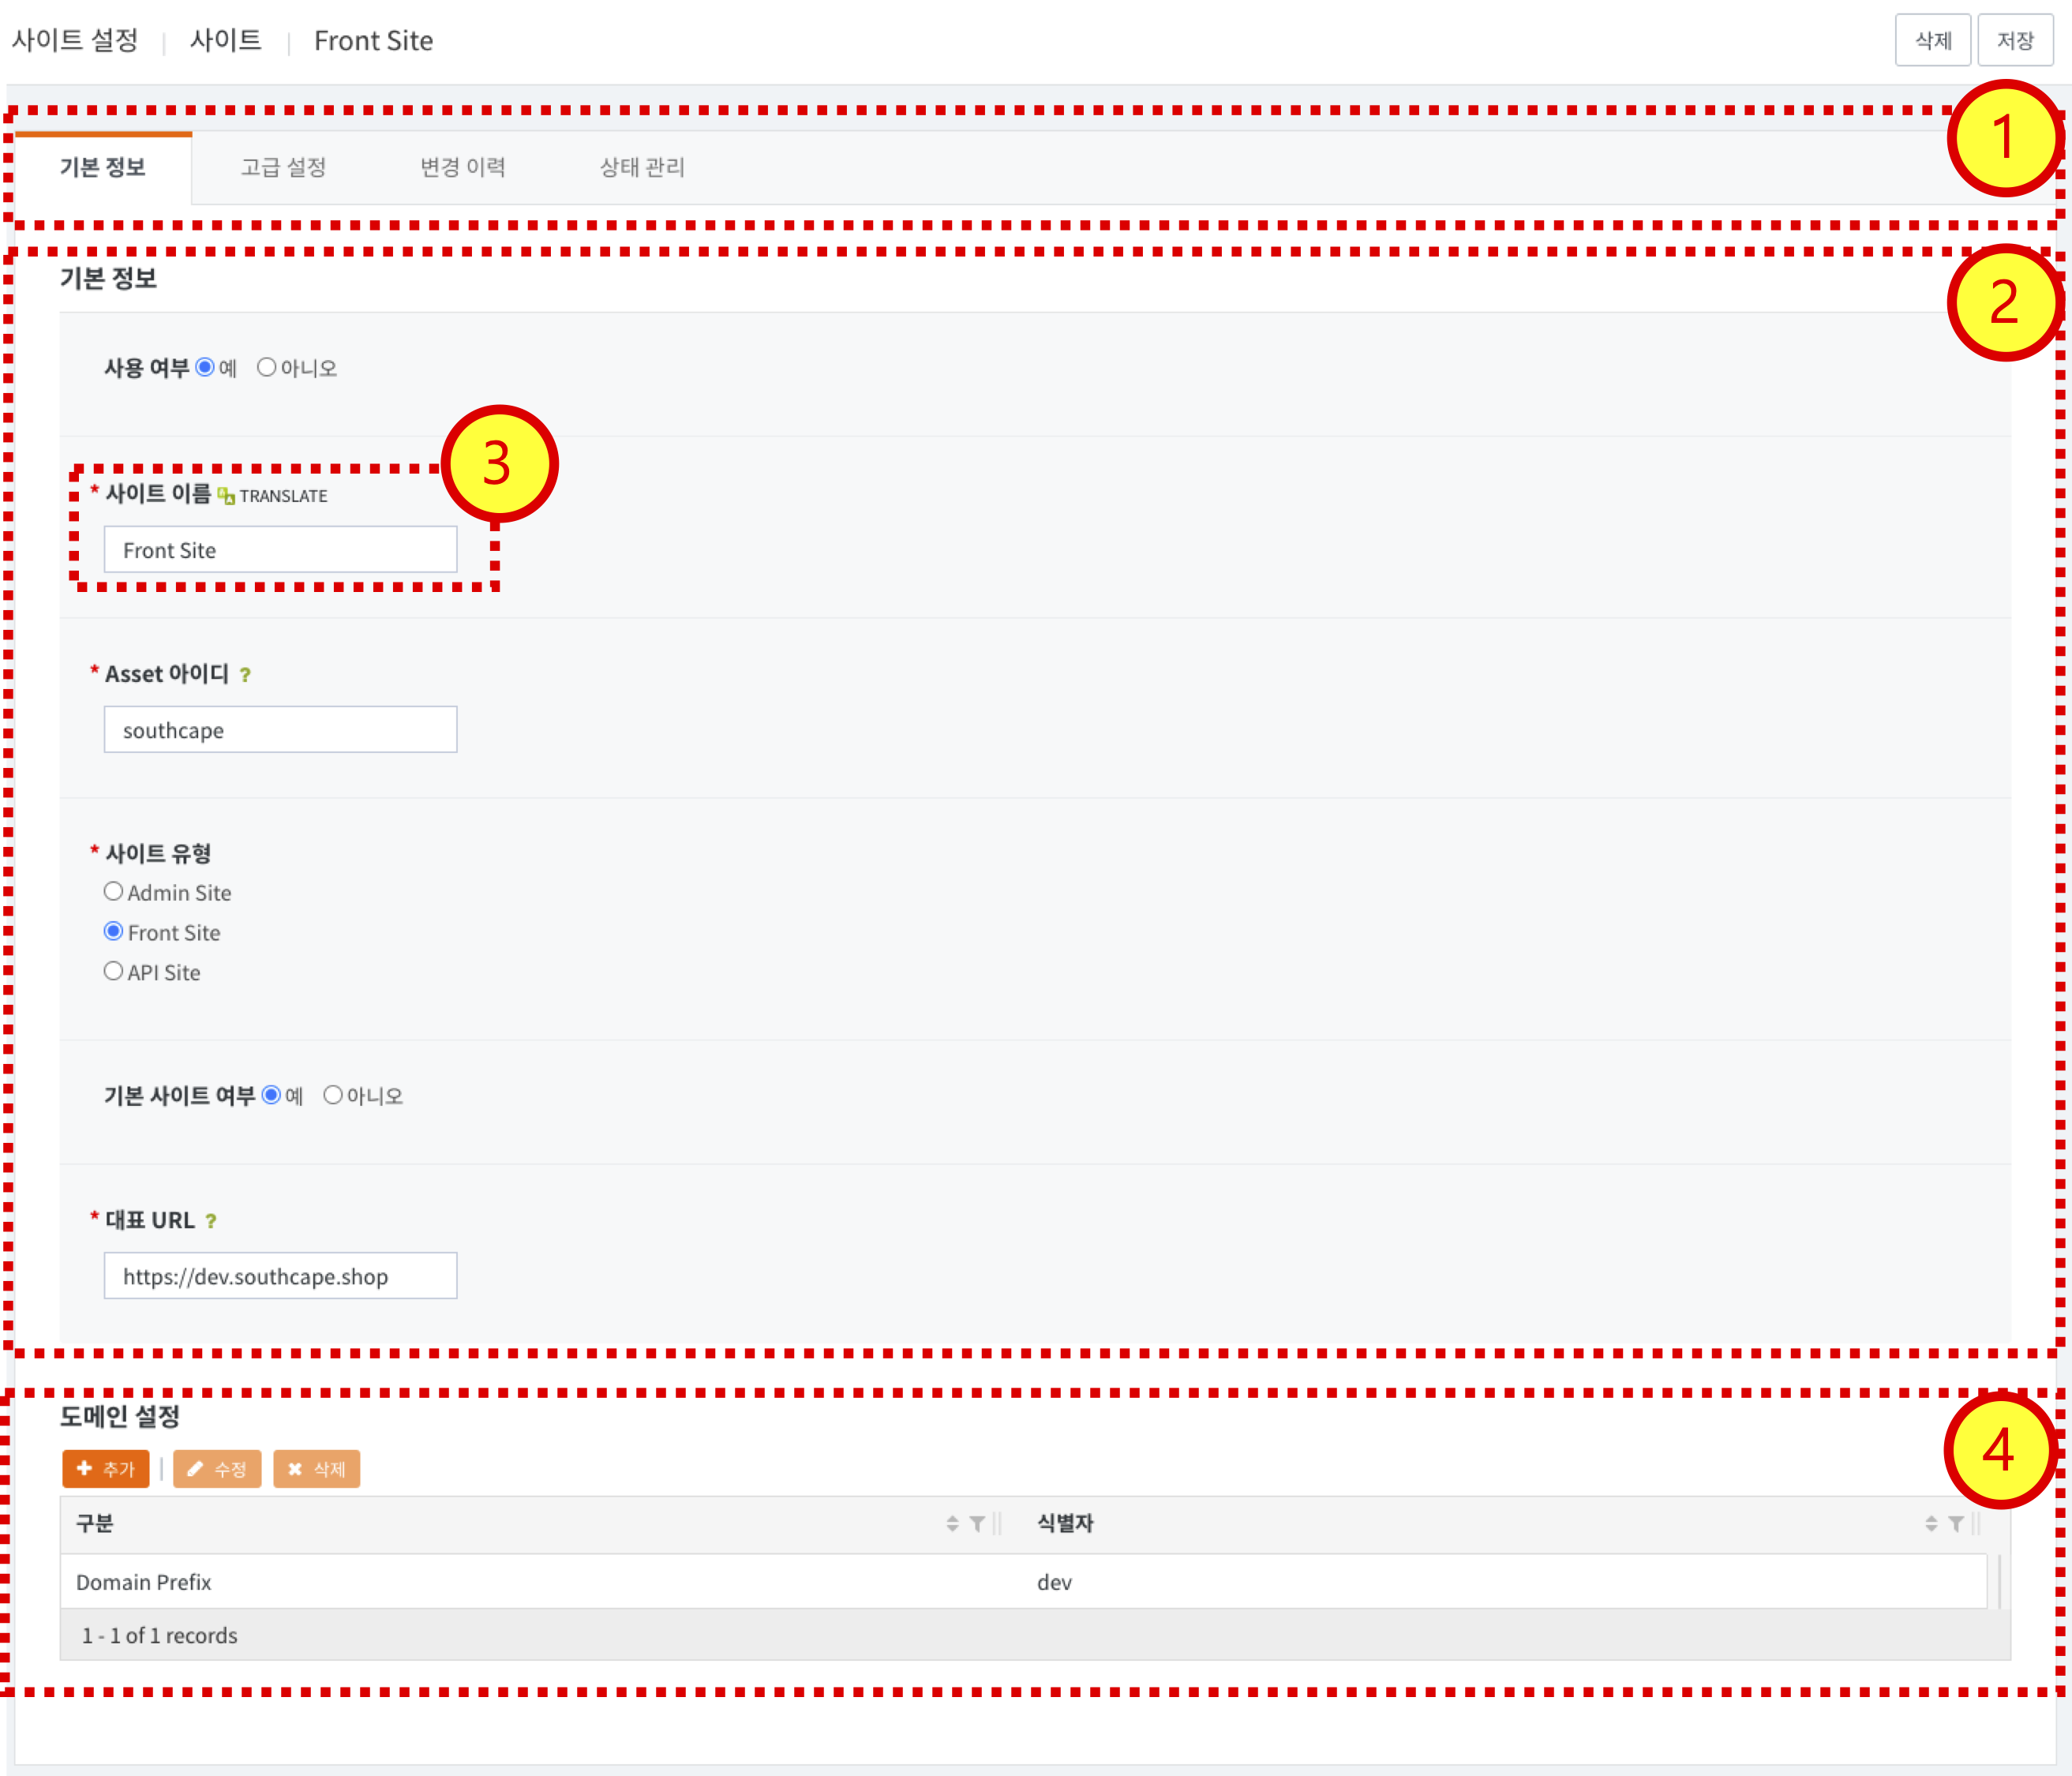 사이트 설정 | 사이트 | Front Site 삭제 저장
1
기본 정보 고급 설정 변경 이력 상태 관리
2
기본 정보
사용 여부 예 아니오
3
* 사이트 이름 TRANSLATE
Front Site
* Asset 아이디 ?
southcape
* 사이트 유형
Admin Site
Front Site
API Site
기본 사이트 여부 예 아니오
* 대표 URL ?
https://dev.southcape.shop
4
도메인 설정
추가 | 수정 삭제
구분 식별자
Domain Prefix dev
1 - 1 of 1 records